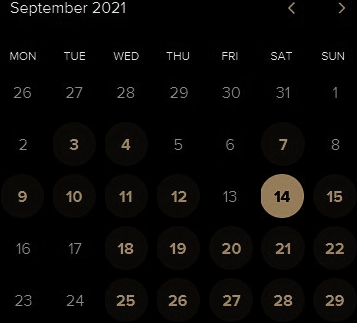 September 2021
MON TUE WED THU FRI SAT SUN
26 27 28 29 30 31 1
2 3 4 5 6 7 8
9 10 11 12 13 14 15
16 17 18 19 20 21 22
23 24 25 26 27 28 29